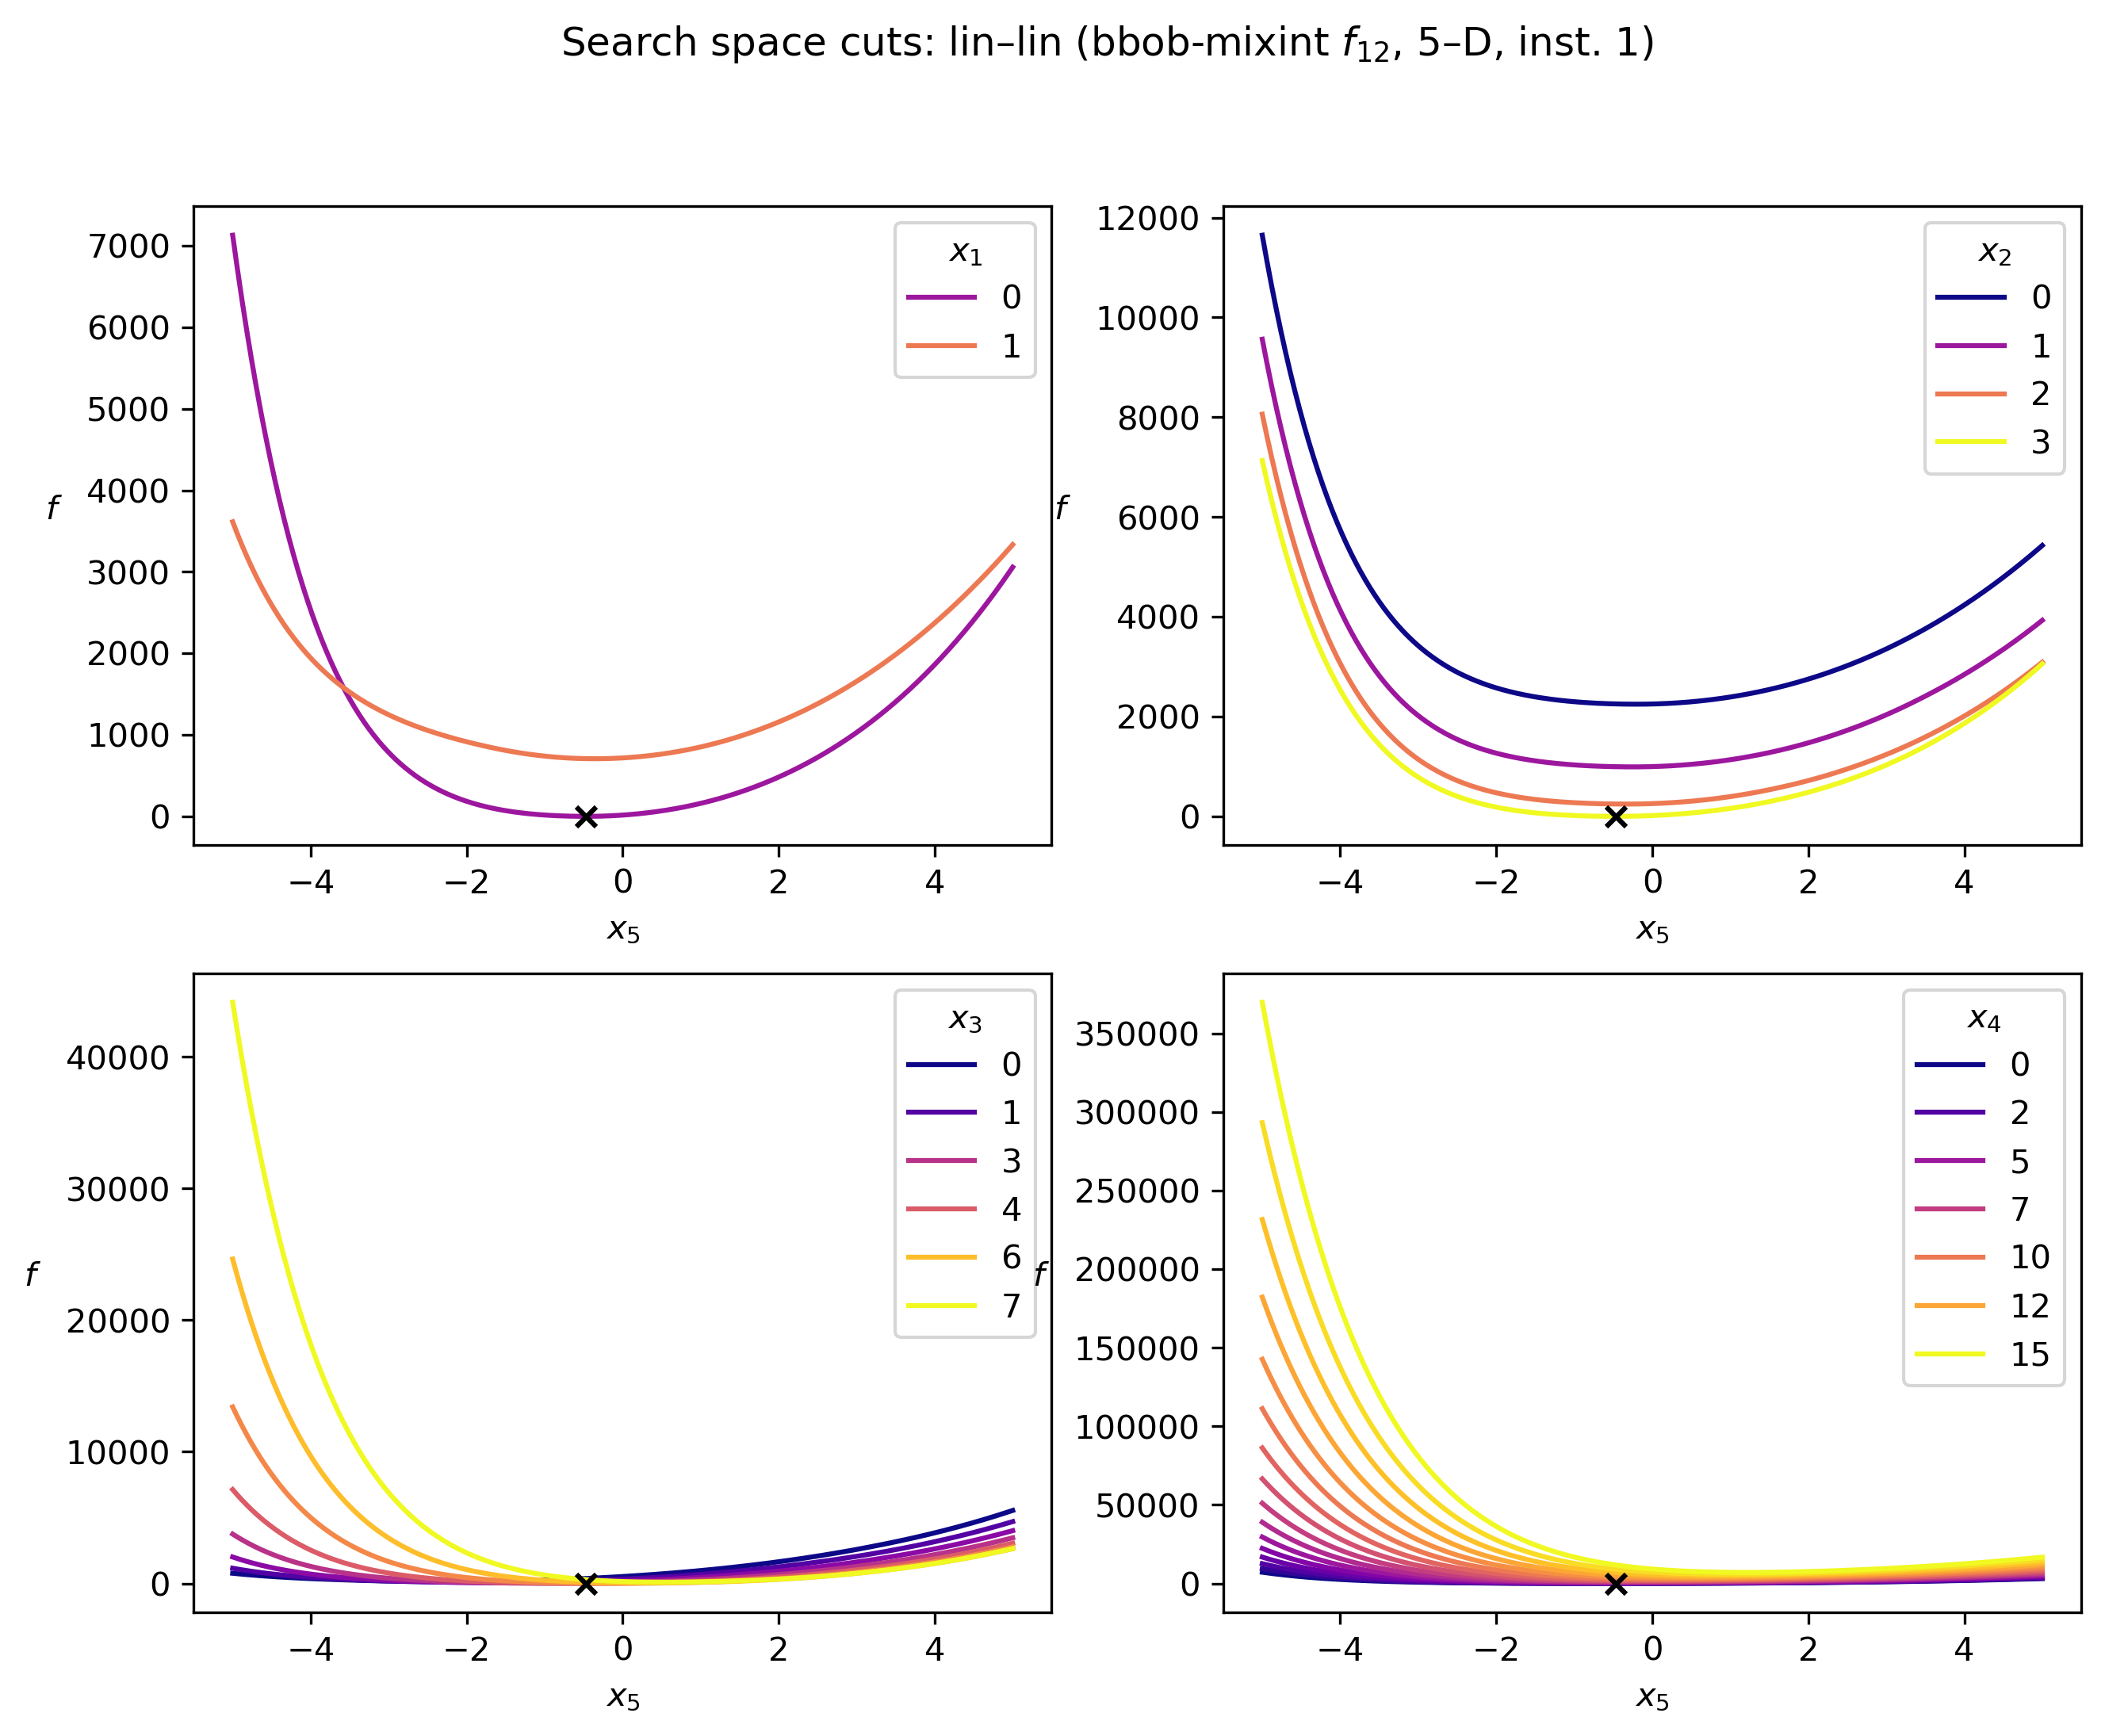 Search space cuts: lin–lin (bbob-mixint f12, 5–D, inst. 1)
7000
6000
5000
4000
3000
2000
1000
0
f
−4 −2 0 2 4
x5
x1
0
1
12000
10000
8000
6000
4000
2000
0
f
−4 −2 0 2 4
x5
x2
0
1
2
3
40000
30000
20000
10000
0
f
−4 −2 0 2 4
x5
x3
0
1
3
4
6
7
350000
300000
250000
200000
150000
100000
50000
0
f
−4 −2 0 2 4
x5
x4
0
2
5
7
10
12
15